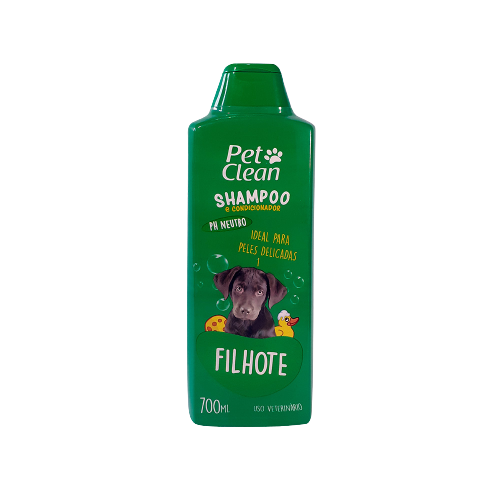 Pet
Clean
SHAMPOO
E CONDICIONADOR
PH NEUTRO
IDEAL PARA
PELES DELICADAS
FILHOTE
700ML
USO VETERINÁRIO